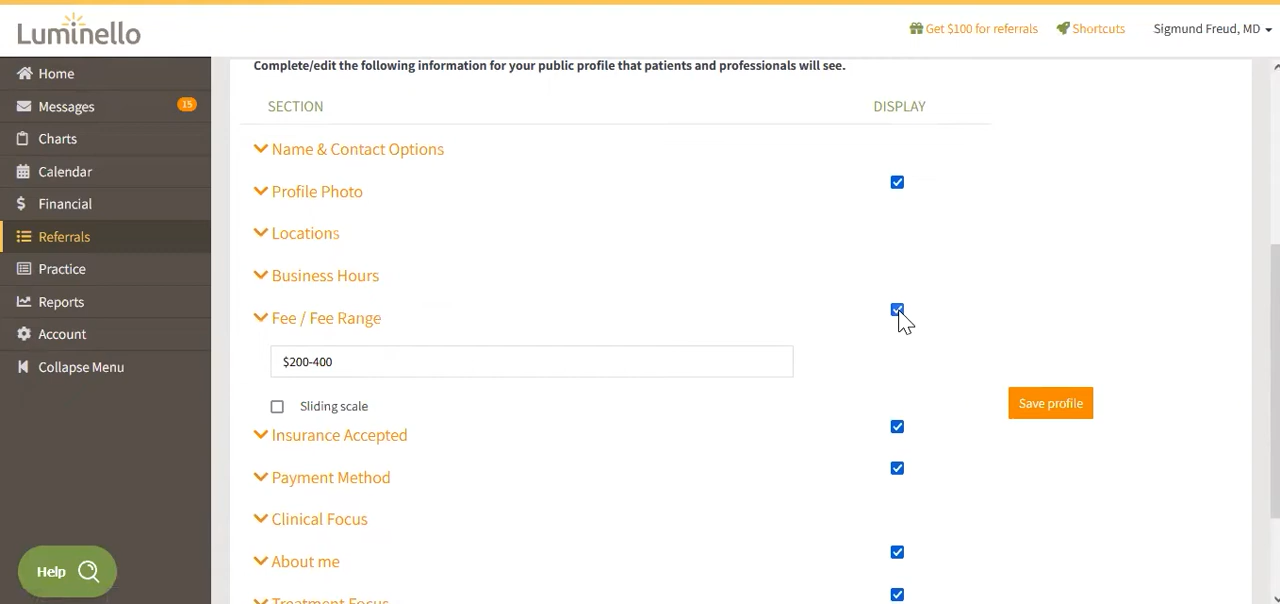 Luminello
Get $100 for referrals
Shortcuts
Sigmund Freud, MD
Home
Messages
15
Charts
Calendar
$ Financial
Referrals
Practice
Reports
Account
Collapse Menu
Help
Complete/edit the following information for your public profile that patients and professionals will see.
SECTION
DISPLAY
Name & Contact Options
Profile Photo
Locations
Business Hours
Fee / Fee Range
$200-400
Sliding scale
Save profile
Insurance Accepted
Payment Method
Clinical Focus
About me
Treatment Focus